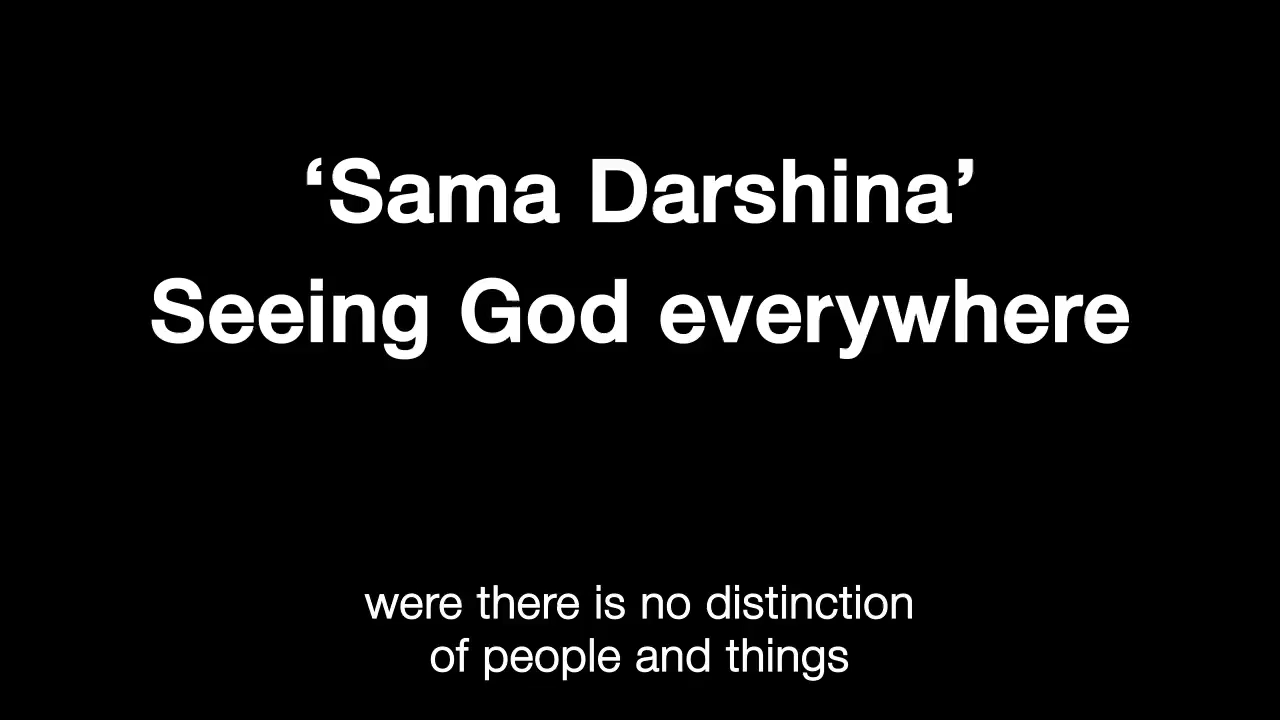 ‘Sama Darshina’
Seeing God everywhere
were there is no distinction
of people and things